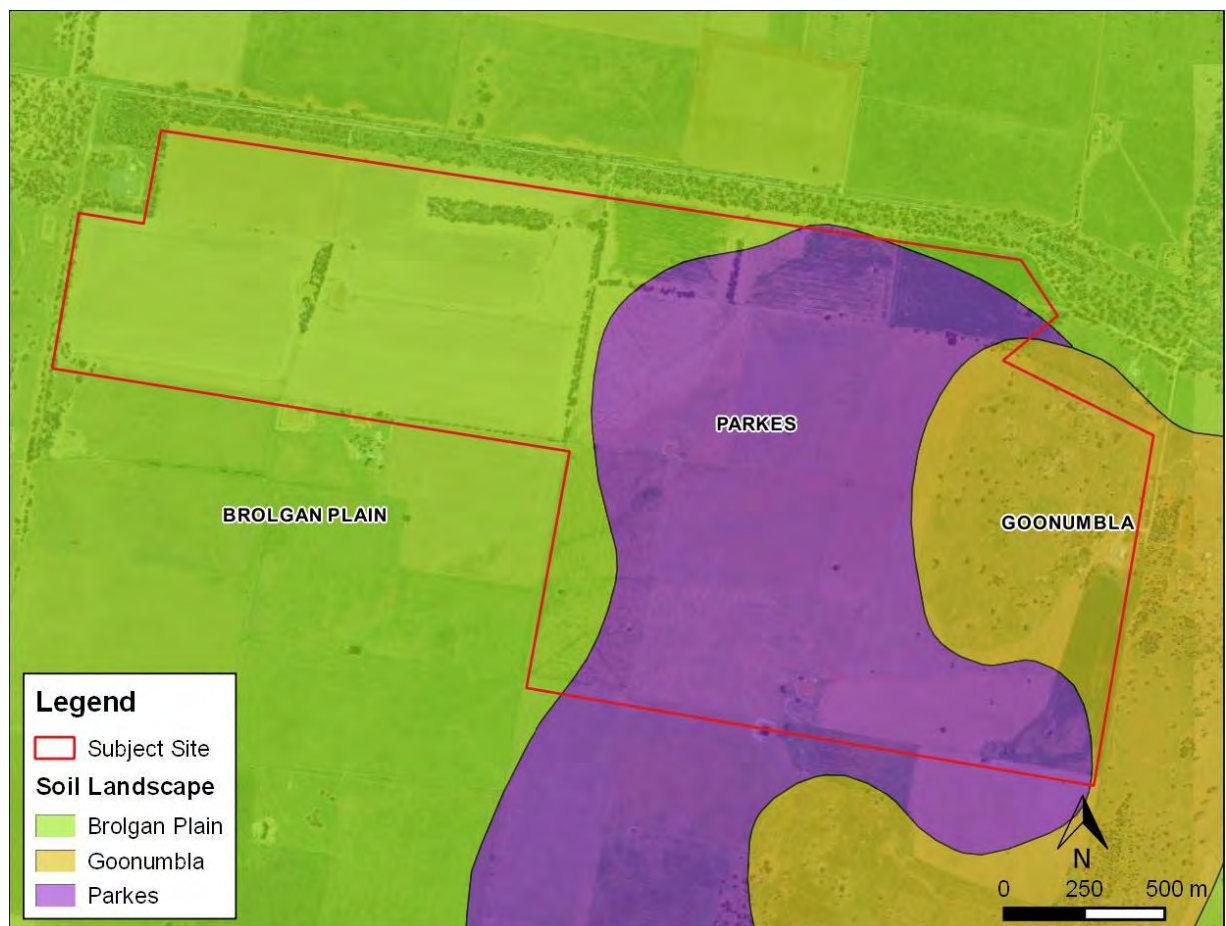 PARKES
BROLGAN PLAIN
GOONUMBLA
Legend
Subject Site
Soil Landscape
Brolgan Plain
Goonumbla
Parkes
N
0 250 500 m